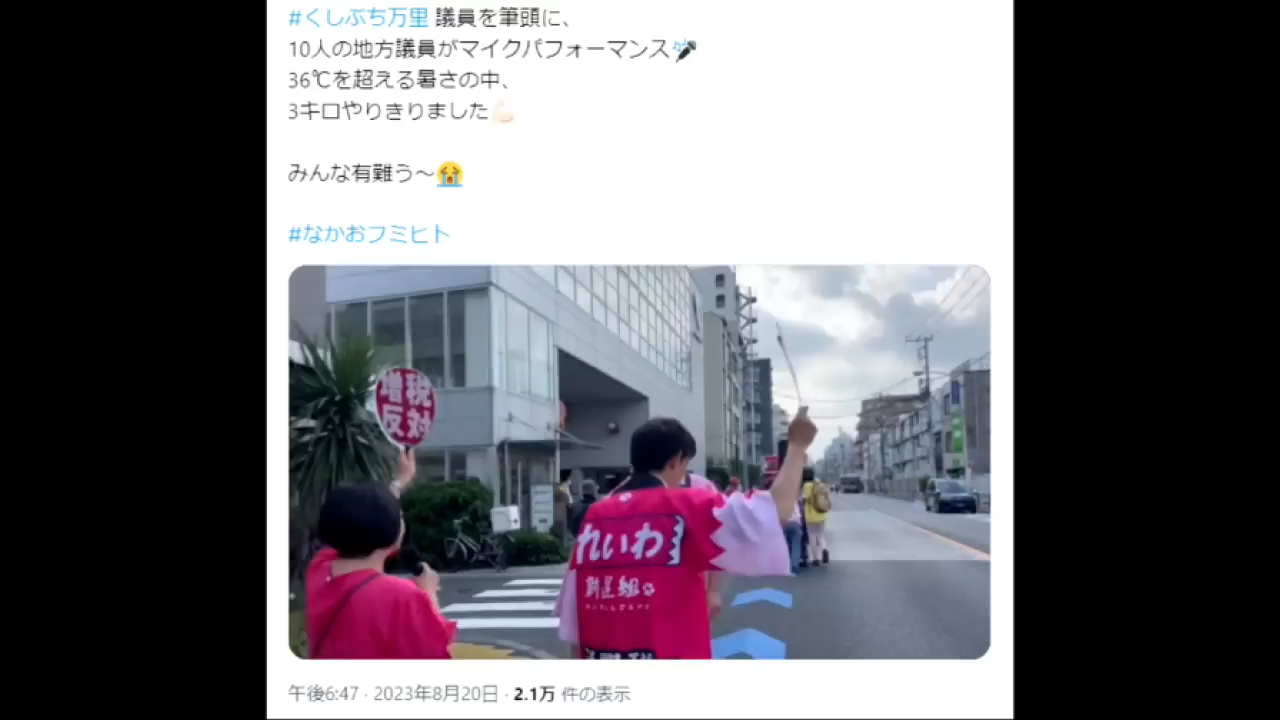 #くしぶち万里 議員を筆頭に、
10人の地方議員がマイクパフォーマンス🎤
36℃を超える暑さの中、
3キロやりきりました💪🏻
みんな有難う〜😭
#なかおフミヒト
増税
反対
れいわ
新選組
午後6:47 · 2023年8月20日 · 2.1万 件の表示